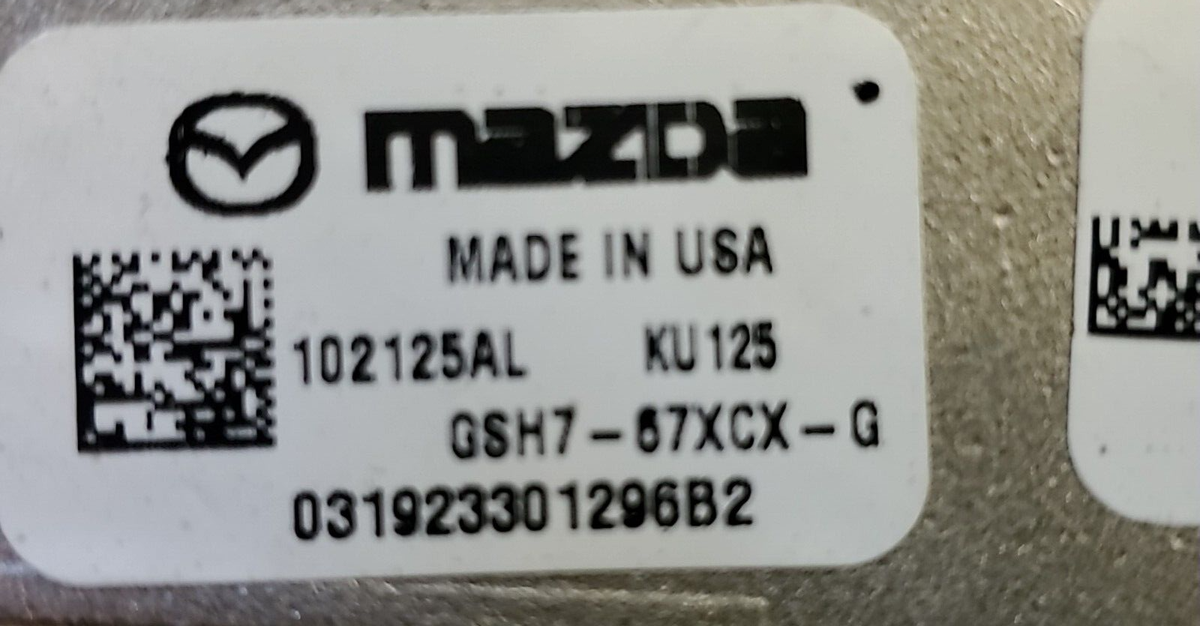 mazda
MADE IN USA
102125AL KU125
GSH7-67XCX-G
031923301296B2